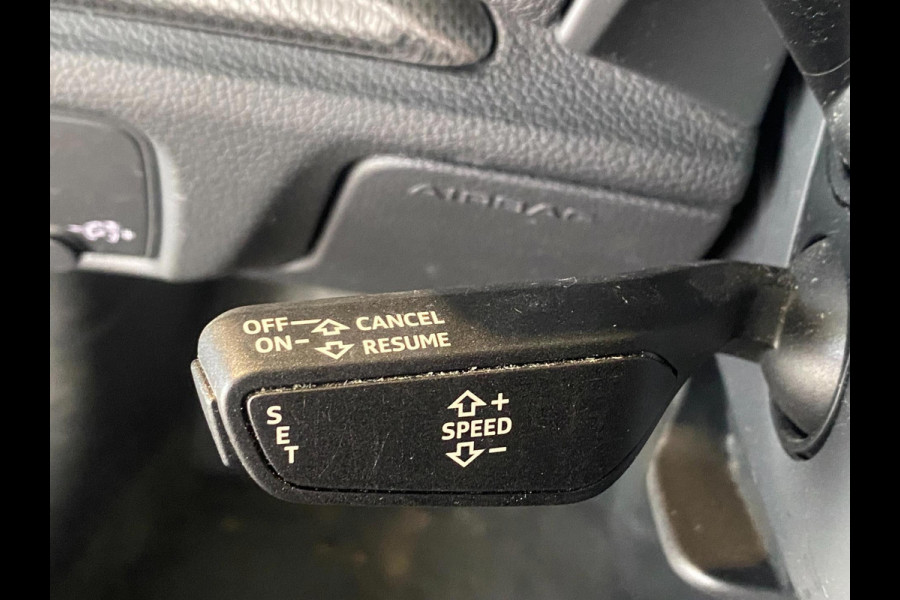 AIRBAG
OFF CANCEL
ON RESUME
SET
+
SPEED
-